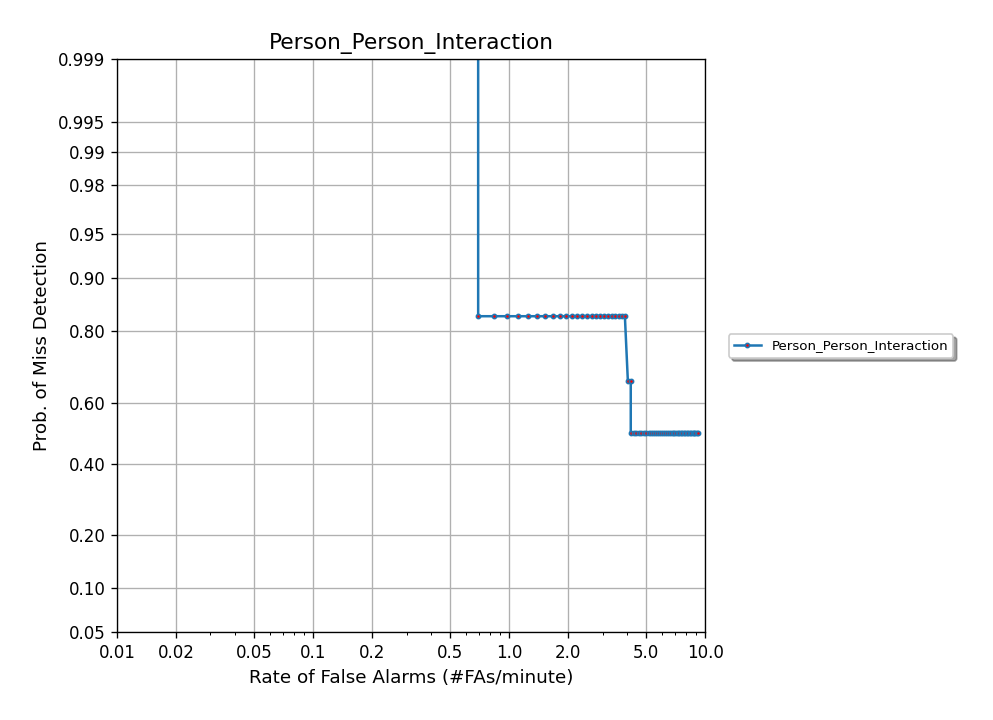 Person_Person_Interaction
0.999
0.995
0.99
0.98
0.95
0.90
0.80
0.60
0.40
0.20
0.10
0.05
Prob. of Miss Detection
0.01 0.02 0.05 0.1 0.2 0.5 1.0 2.0 5.0 10.0
Rate of False Alarms (#FAs/minute)
Person_Person_Interaction